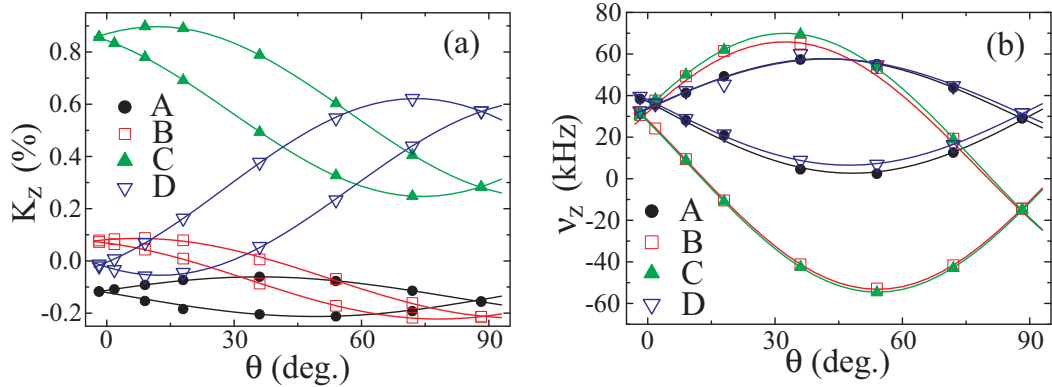 (a)
0.8
0.6
0.4
0.2
0.0
-0.2
K_z (%)
A
B
C
D
0 30 60 90
θ (deg.)
(b)
80
60
40
20
0
-20
-40
-60
ν_z (kHz)
A
B
C
D
0 30 60 90
θ (deg.)